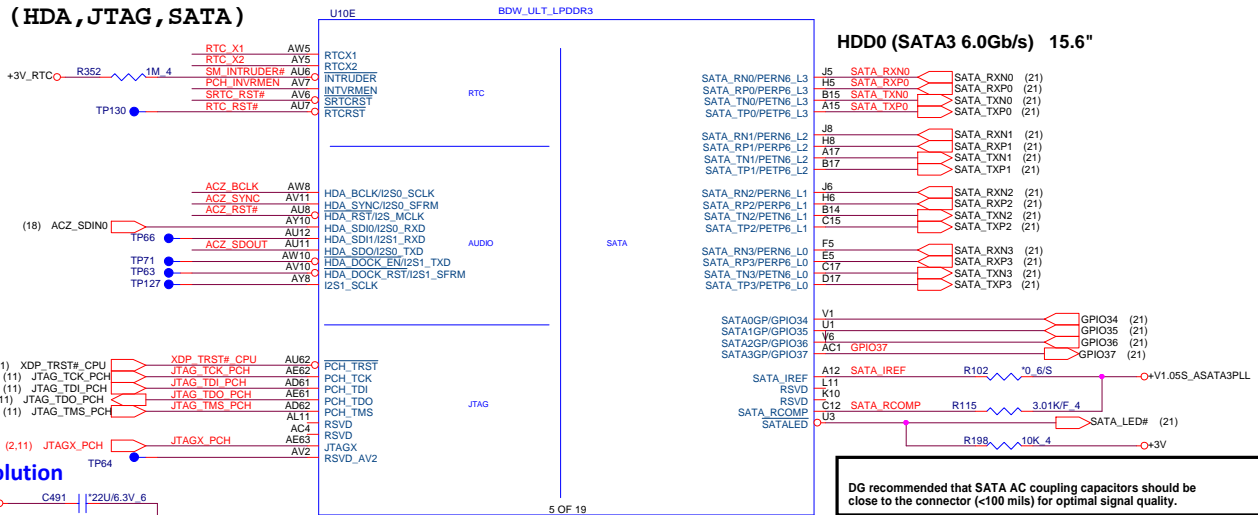 (HDA,JTAG,SATA)
U10E
BDW_ULT_LPDDR3
HDD0 (SATA3 6.0Gb/s) 15.6"
RTC_X1 AW5 RTCX1
RTC_X2 AY5 RTCX2
+3V_RTC R352 1M_4 SM_INTRUDER# AU6 INTRUDER
PCH_INVRMEN AV7 INTVRMEN
SRTC_RST# AV6 SRTCRST
TP130 RTC_RST# AU7 RTCRST
RTC
ACZ_BCLK AW8 HDA_BCLK/I2S0_SCLK
ACZ_SYNC AV11 HDA_SYNC/I2S0_SFRM
ACZ_RST# AU8 HDA_RST/I2S_MCLK
(18) ACZ_SDIN0 AY10 HDA_SDI0/I2S0_RXD
TP66 AU12 HDA_SDI1/I2S1_RXD
ACZ_SDOUT AU11 HDA_SDO/I2S0_TXD
TP71 AW10 HDA_DOCK_EN/I2S1_TXD
TP63 AV10 HDA_DOCK_RST/I2S1_SFRM
TP127 AY8 I2S1_SCLK
AUDIO
SATA
1) XDP_TRST#_CPU XDP_TRST#_CPU AU62 PCH_TRST
(11) JTAG_TCK_PCH JTAG_TCK_PCH AE62 PCH_TCK
(11) JTAG_TDI_PCH JTAG_TDI_PCH AD61 PCH_TDI
11) JTAG_TDO_PCH JTAG_TDO_PCH AE61 PCH_TDO
(11) JTAG_TMS_PCH JTAG_TMS_PCH AD62 PCH_TMS
AL11 RSVD
AC4 RSVD
(2,11) JTAGX_PCH JTAGX_PCH AE63 JTAGX
TP64 AV2 RSVD_AV2
JTAG
olution
C491 *22U/6.3V_6
SATA_RN0/PERN6_L3 J5 SATA_RXN0 SATA_RXN0 (21)
SATA_RP0/PERP6_L3 H5 SATA_RXP0 SATA_RXP0 (21)
SATA_TN0/PETN6_L3 B15 SATA_TXN0 SATA_TXN0 (21)
SATA_TP0/PETP6_L3 A15 SATA_TXP0 SATA_TXP0 (21)
SATA_RN1/PERN6_L2 J8 SATA_RXN1 (21)
SATA_RP1/PERP6_L2 H8 SATA_RXP1 (21)
SATA_TN1/PETN6_L2 A17 SATA_TXN1 (21)
SATA_TP1/PETP6_L2 B17 SATA_TXP1 (21)
SATA_RN2/PERN6_L1 J6 SATA_RXN2 (21)
SATA_RP2/PERP6_L1 H6 SATA_RXP2 (21)
SATA_TN2/PETN6_L1 B14 SATA_TXN2 (21)
SATA_TP2/PETP6_L1 C15 SATA_TXP2 (21)
SATA_RN3/PERN6_L0 F5 SATA_RXN3 (21)
SATA_RP3/PERP6_L0 E5 SATA_RXP3 (21)
SATA_TN3/PETN6_L0 C17 SATA_TXN3 (21)
SATA_TP3/PETP6_L0 D17 SATA_TXP3 (21)
SATA0GP/GPIO34 V1 GPIO34 (21)
SATA1GP/GPIO35 U1 GPIO35 (21)
SATA2GP/GPIO36 V6 GPIO36 (21)
SATA3GP/GPIO37 AC1 GPIO37 GPIO37 (21)
SATA_IREF A12 SATA_IREF R102 *0_6/S +V1.05S_ASATA3PLL
RSVD L11
RSVD K10
SATA_RCOMP C12 SATA_RCOMP R115 3.01K/F_4
SATALED U3 SATA_LED# (21)
R198 10K_4 +3V
5 OF 19
DG recommended that SATA AC coupling capacitors should be
close to the connector (<100 mils) for optimal signal quality.